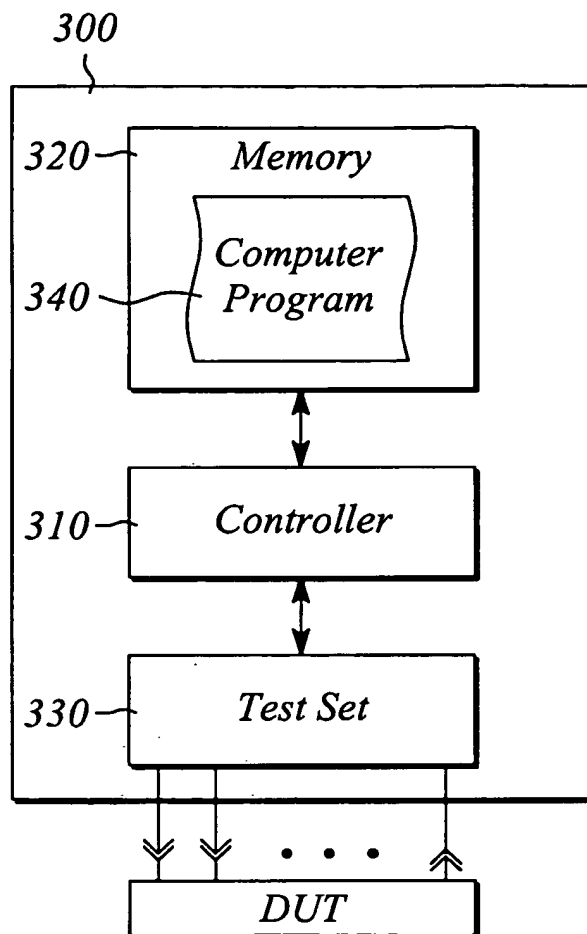 300
320
Memory
Computer
340
Program
310
Controller
330
Test Set
DUT